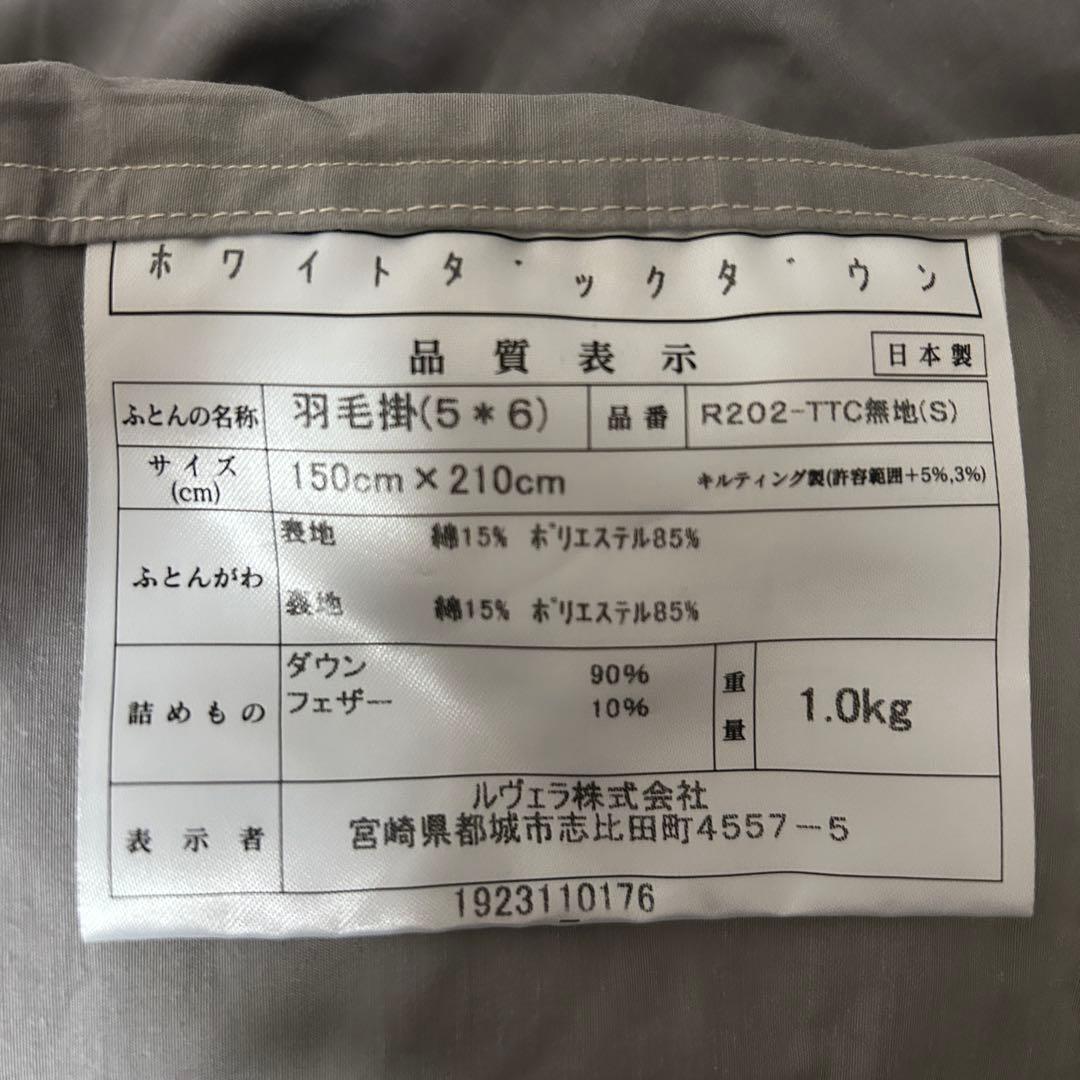 ホワイトダックダウン
品質表示 日本製
ふとんの名称 羽毛掛(5*6) 品番 R202-TTC無地(S)
サイズ(cm) 150cm×210cm キルティング製(許容範囲+5%,3%)
ふとんがわ 表地 綿15% ポリエステル85%
裏地 綿15% ポリエステル85%
詰めもの ダウン 90% 重量 1.0kg
フェザー 10%
表示者 ルヴェラ株式会社
宮崎県都城市志比田町4557-5
1923110176